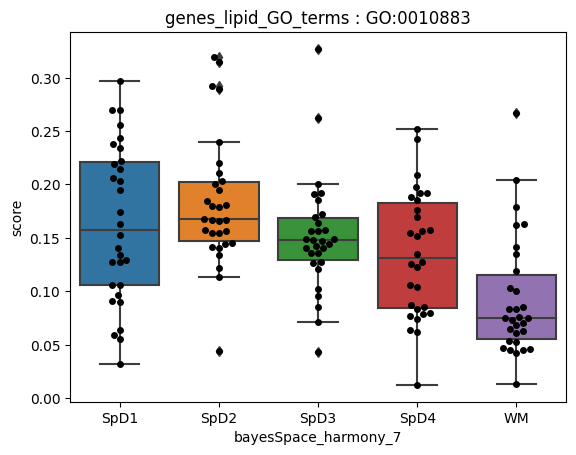 genes_lipid_GO_terms : GO:0010883
score
0.30
0.25
0.20
0.15
0.10
0.05
0.00
SpD1 SpD2 SpD3 SpD4 WM
bayesSpace_harmony_7